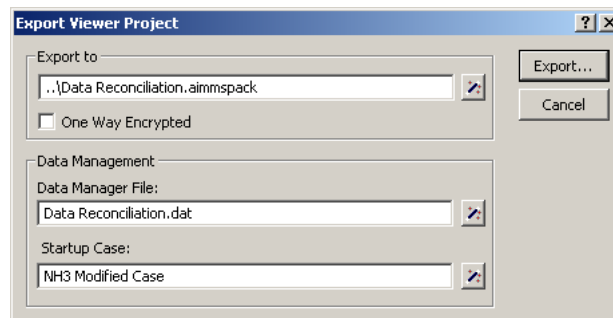 Export Viewer Project
Export to
..\Data Reconciliation.aimmspack
One Way Encrypted
Export...
Cancel
Data Management
Data Manager File:
Data Reconciliation.dat
Startup Case:
NH3 Modified Case